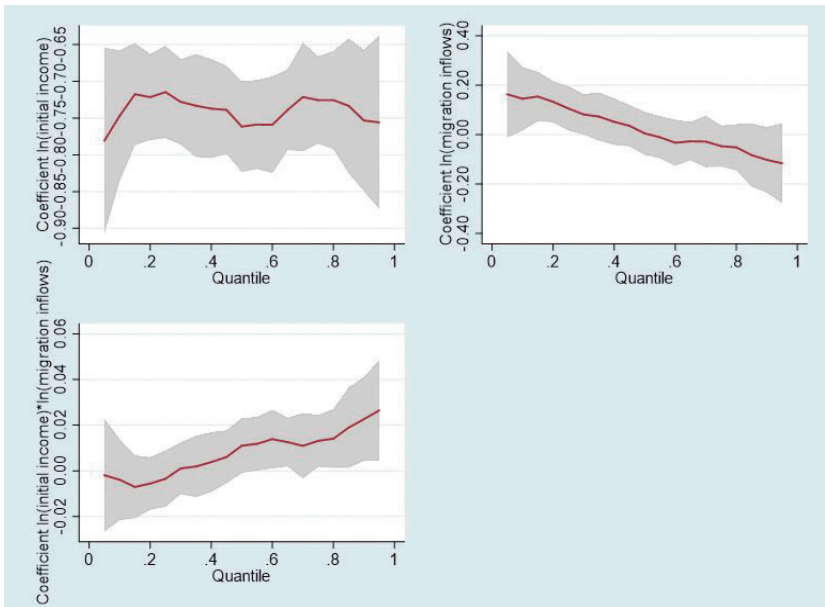 Coefficient ln(initial income)
-0.90-0.85-0.80-0.75-0.70-0.65
0 .2 .4 .6 .8 1
Quantile
Coefficient ln(migration inflows)
-0.40 -0.20 0.00 0.20 0.40
0 .2 .4 .6 .8 1
Quantile
Coefficient ln(initial income)*ln(migration inflows)
-0.02 0.00 0.02 0.04 0.06
0 .2 .4 .6 .8 1
Quantile